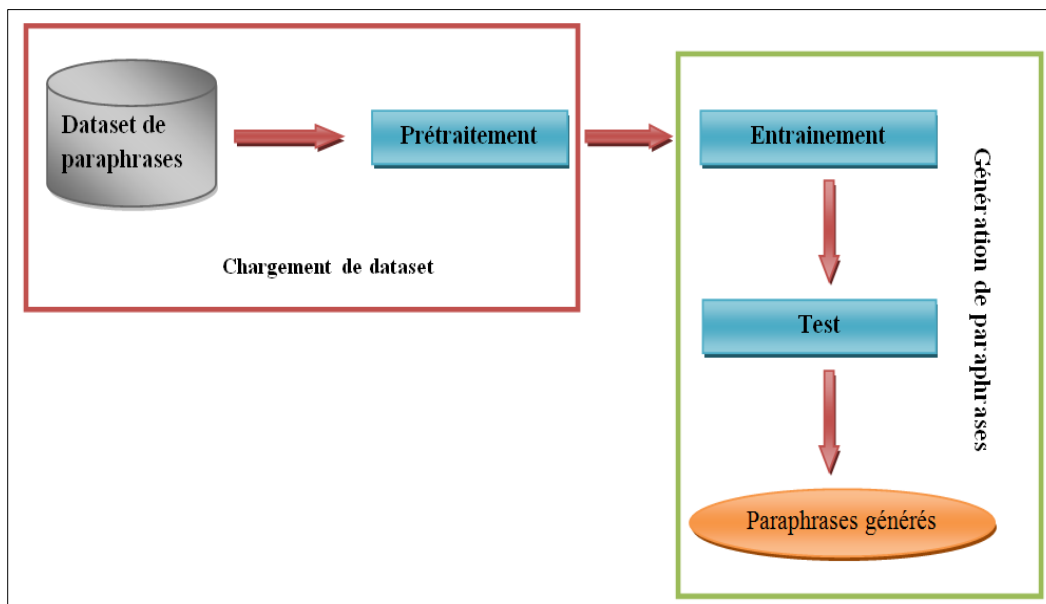 Dataset de
paraphrases
Prétraitement
Chargement de dataset
Entrainement
Test
Paraphrases générés
Génération de paraphrases